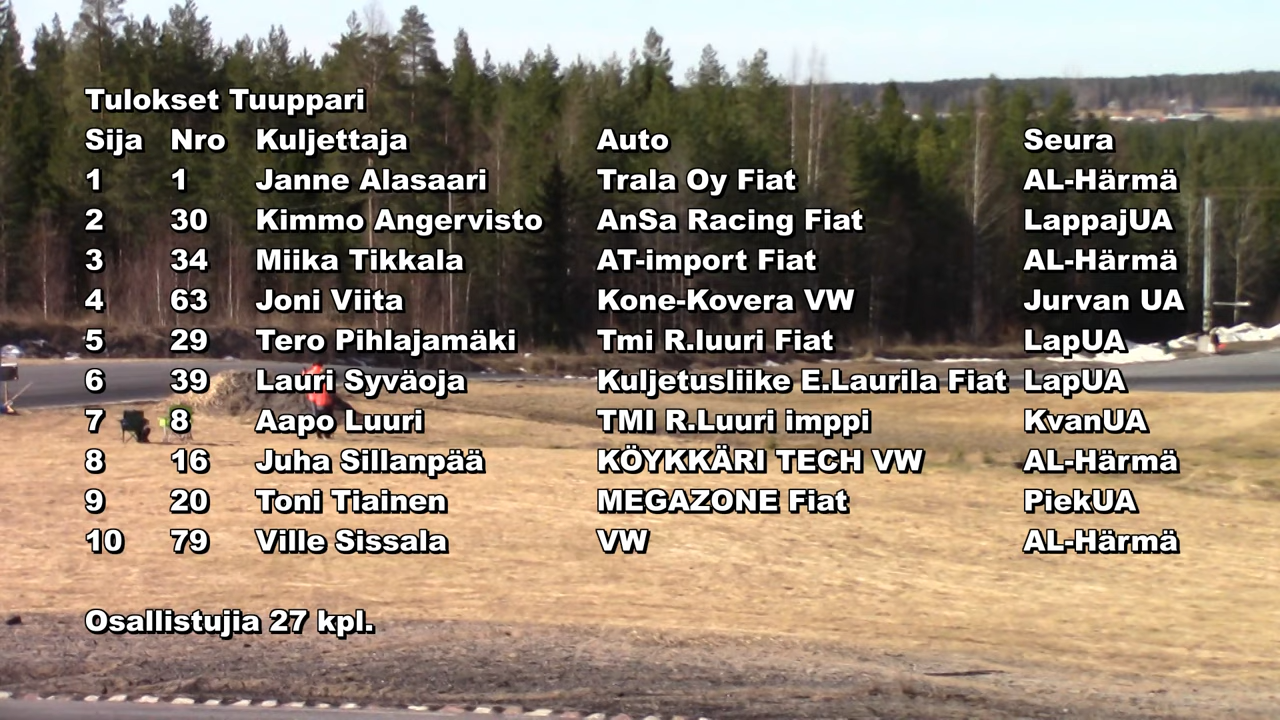 Tulokset Tuuppari
Sija Nro Kuljettaja Auto Seura
1 1 Janne Alasaari Trala Oy Fiat AL-Härmä
2 30 Kimmo Angervisto AnSa Racing Fiat LappajUA
3 34 Miika Tikkala AT-import Fiat AL-Härmä
4 63 Joni Viita Kone-Kovera VW Jurvan UA
5 29 Tero Pihlajamäki Tmi R.luuri Fiat LapUA
6 39 Lauri Syväoja Kuljetusliike E.Laurila Fiat LapUA
7 8 Aapo Luuri TMI R.Luuri imppi KvanUA
8 16 Juha Sillanpää KÖYKKÄRI TECH VW AL-Härmä
9 20 Toni Tiainen MEGAZONE Fiat PiekUA
10 79 Ville Sissala VW AL-Härmä
Osallistujia 27 kpl.